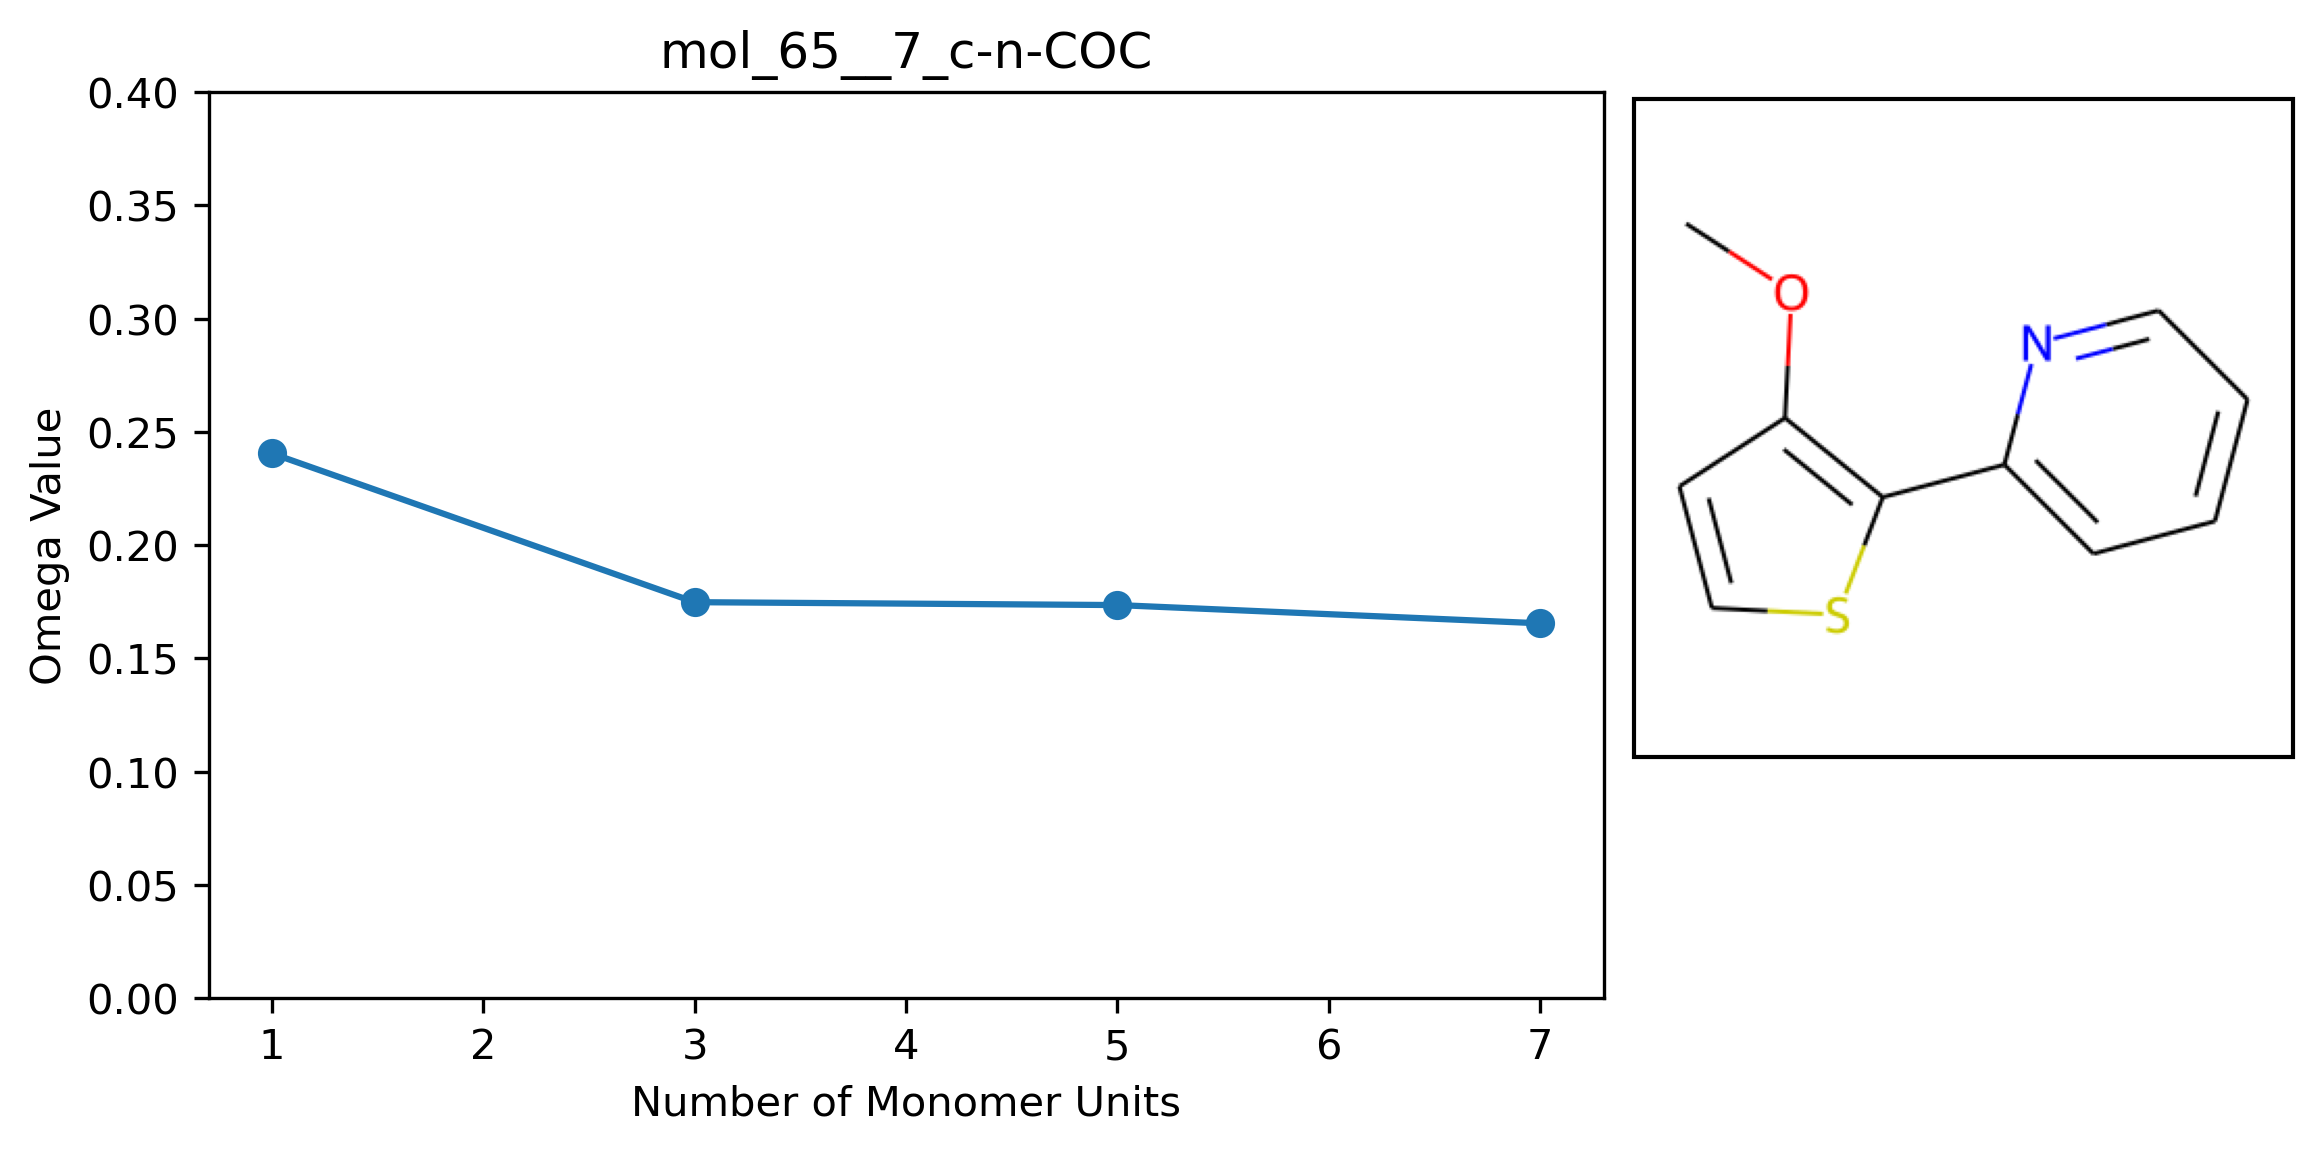 mol_65__7_c-n-COC
0.40
0.35
0.30
0.25
0.20
0.15
0.10
0.05
0.00
Omega Value
1 2 3 4 5 6 7
Number of Monomer Units
O
N
S